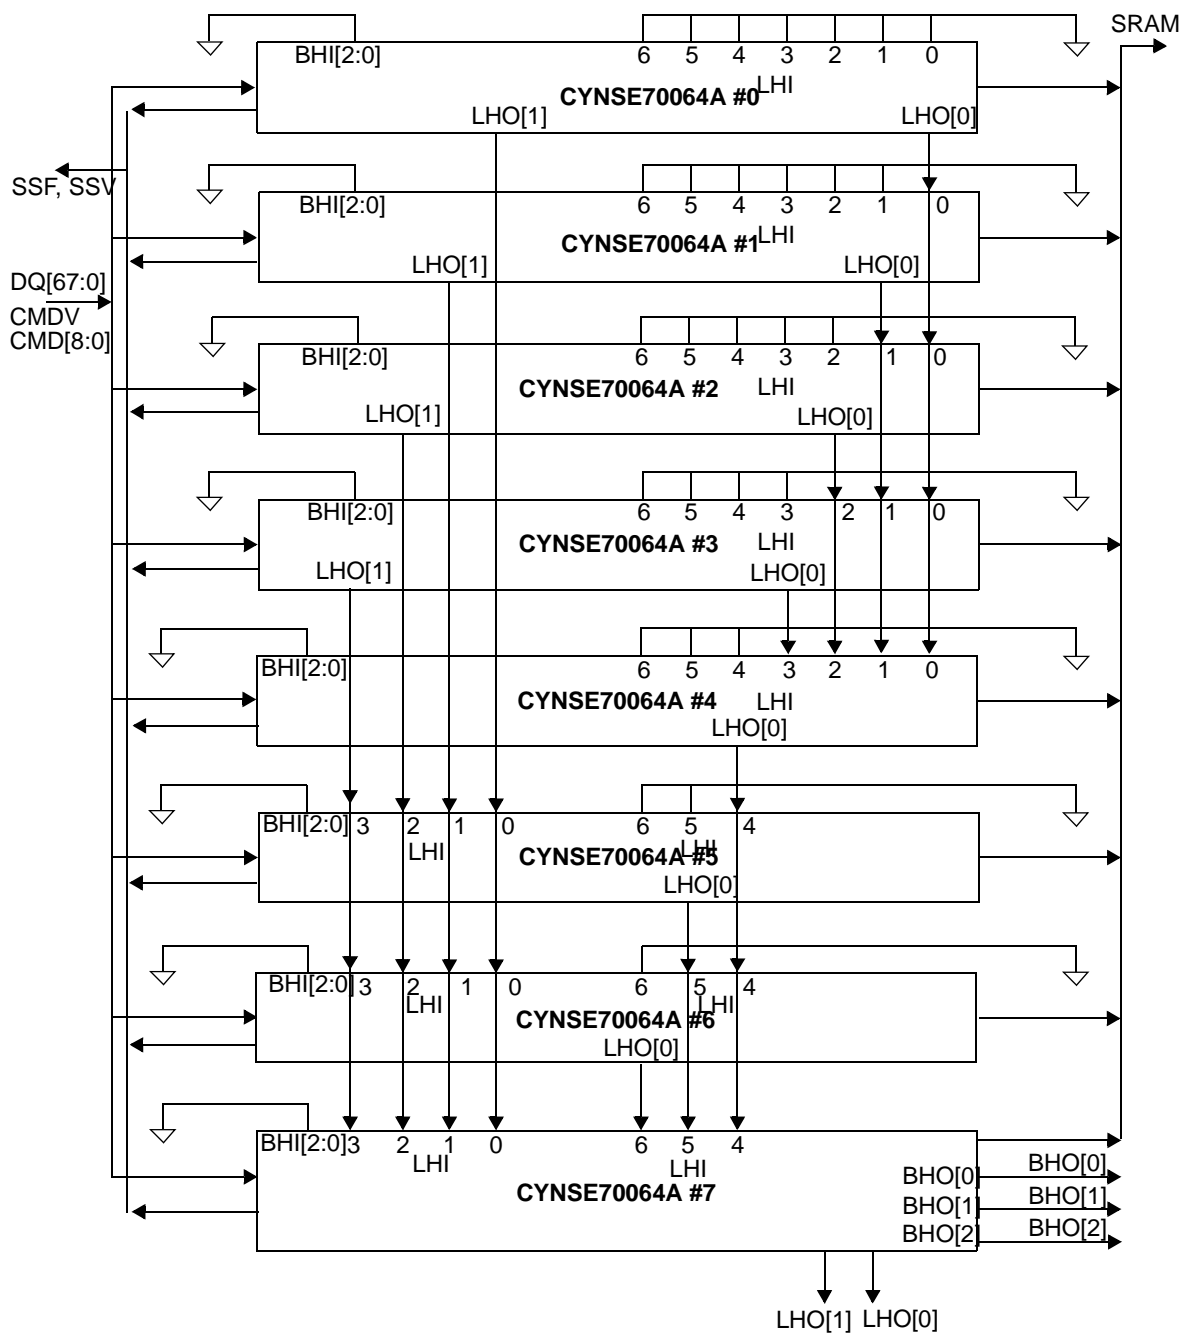 SRAM
BHI[2:0] 6 5 4 3 2 1 0
LHI
CYNSE70064A #0
LHO[1] LHO[0]
SSF, SSV
BHI[2:0] 6 5 4 3 2 1 0
LHI
CYNSE70064A #1
LHO[1] LHO[0]
DQ[67:0]
CMDV
CMD[8:0]
BHI[2:0] 6 5 4 3 2 1 0
CYNSE70064A #2 LHI
LHO[1] LHO[0]
BHI[2:0] 6 5 4 3 2 1 0
CYNSE70064A #3 LHI
LHO[1] LHO[0]
BHI[2:0] 6 5 4 3 2 1 0
CYNSE70064A #4 LHI
LHO[0]
BHI[2:0] 3 2 1 0 6 5 4
LHI CYNSE70064A #5 LHI
LHO[0]
BHI[2:0] 3 2 1 0 6 5 4
LHI CYNSE70064A #6 LHI
LHO[0]
BHI[2:0] 3 2 1 0 6 5 4
LHI LHI
CYNSE70064A #7
BHO[0] BHO[0]
BHO[1] BHO[1]
BHO[2] BHO[2]
LHO[1] LHO[0]